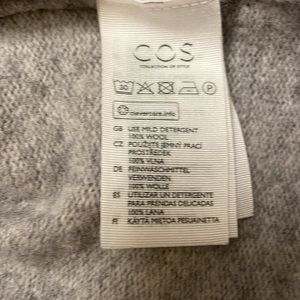 COS
COLLECTION OF STYLE
30 P
clevercare.info
GB USE MILD DETERGENT
100% WOOL
CZ POUŽIJTE JEMNÝ PRACÍ
PROSTŘEDEK
100% VLNA
DE FEINWASCHMITTEL
VERWENDEN
100% WOLLE
ES UTILIZAR UN DETERGENTE
PARA PRENDAS DELICADAS
100% LANA
FI KÄYTÄ MIETOA PESUAINETTA